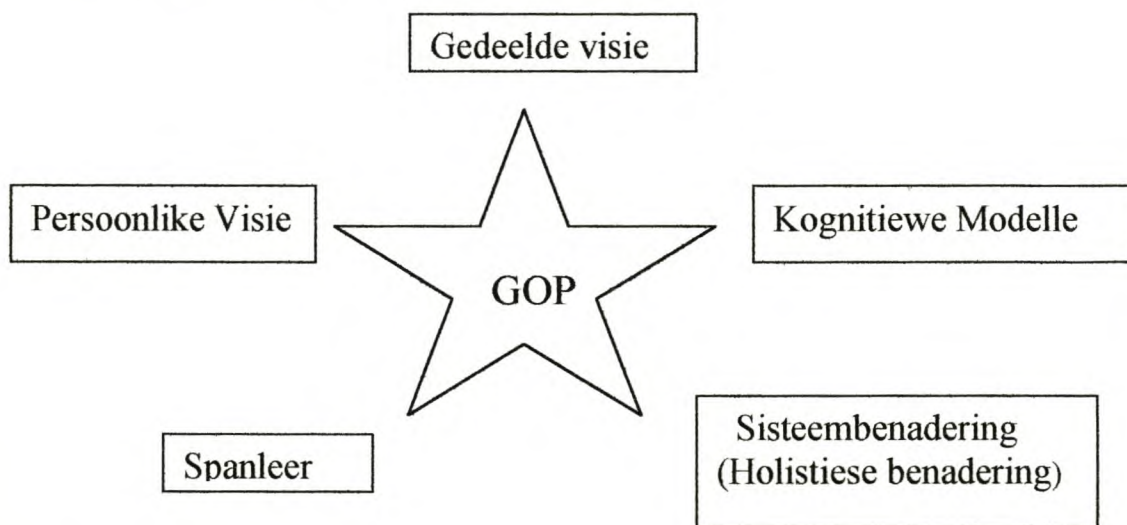 Gedeelde visie
Persoonlike Visie
Kognitiewe Modelle
GOP
Spanleer
Sisteembenadering
(Holistiese benadering)